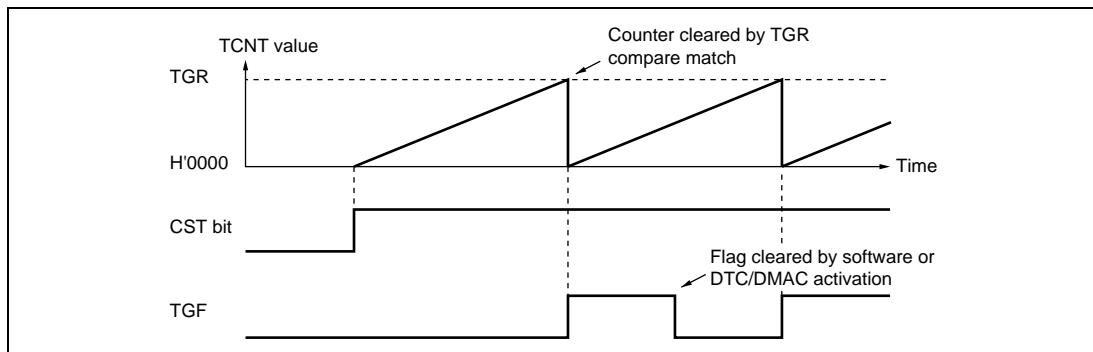 Counter cleared by TGR
compare match
TCNT value
TGR
H'0000
Time
CST bit
Flag cleared by software or
DTC/DMAC activation
TGF